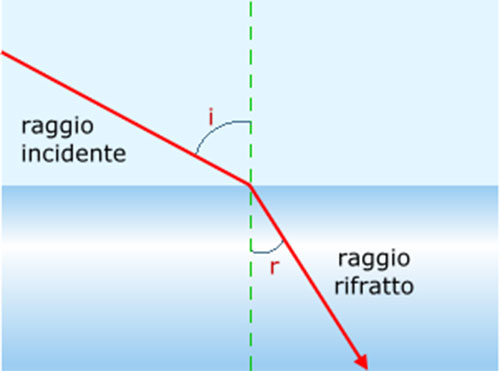 i
raggio
incidente
r
raggio
rifratto